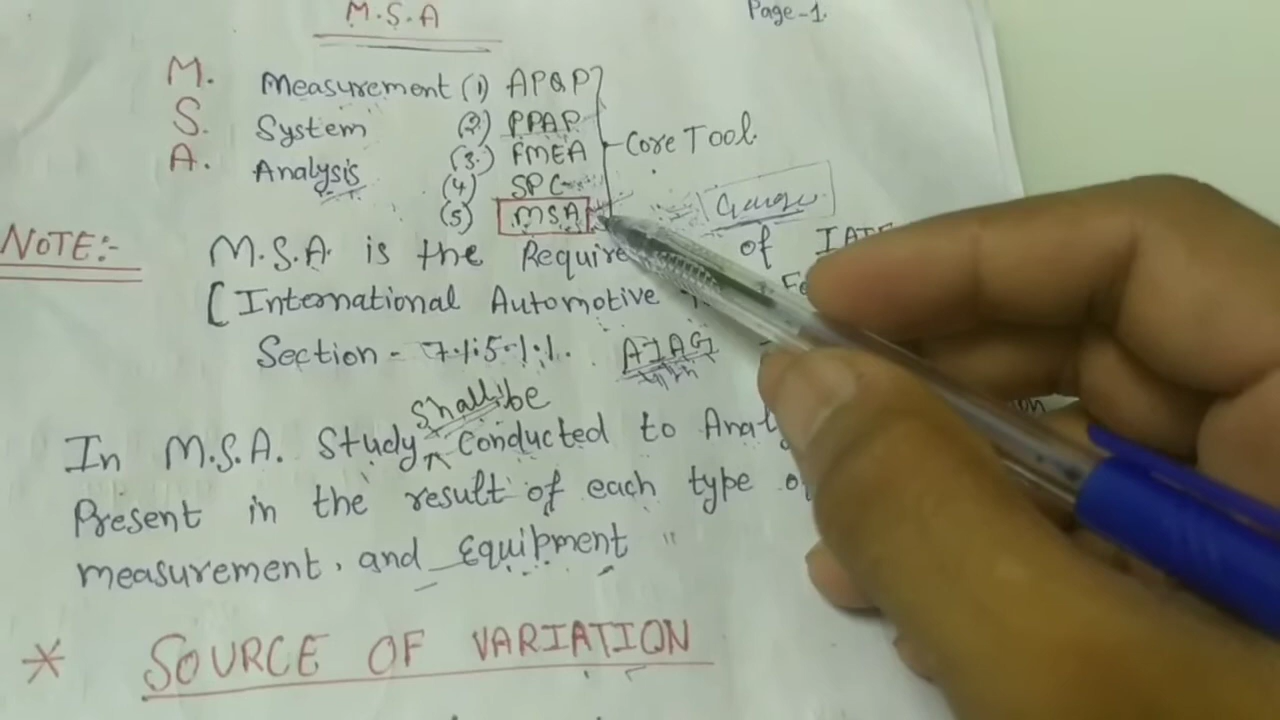 M.S.A
Page-1.
M. Measurement (1) APQP
S. System (2.) PPAP
A. Analysis (3.) FMEA
Core Tool
(4) SPC
(5) MSA
NOTE:- M.S.A. is the Require of IATF
[International Automotive
Section - 7.1.5.1.1. AIAG
Shall be
In M.S.A. Study Conducted to
Present in the result of each type
measurement, and Equipment "
* SOURCE OF VARIATION